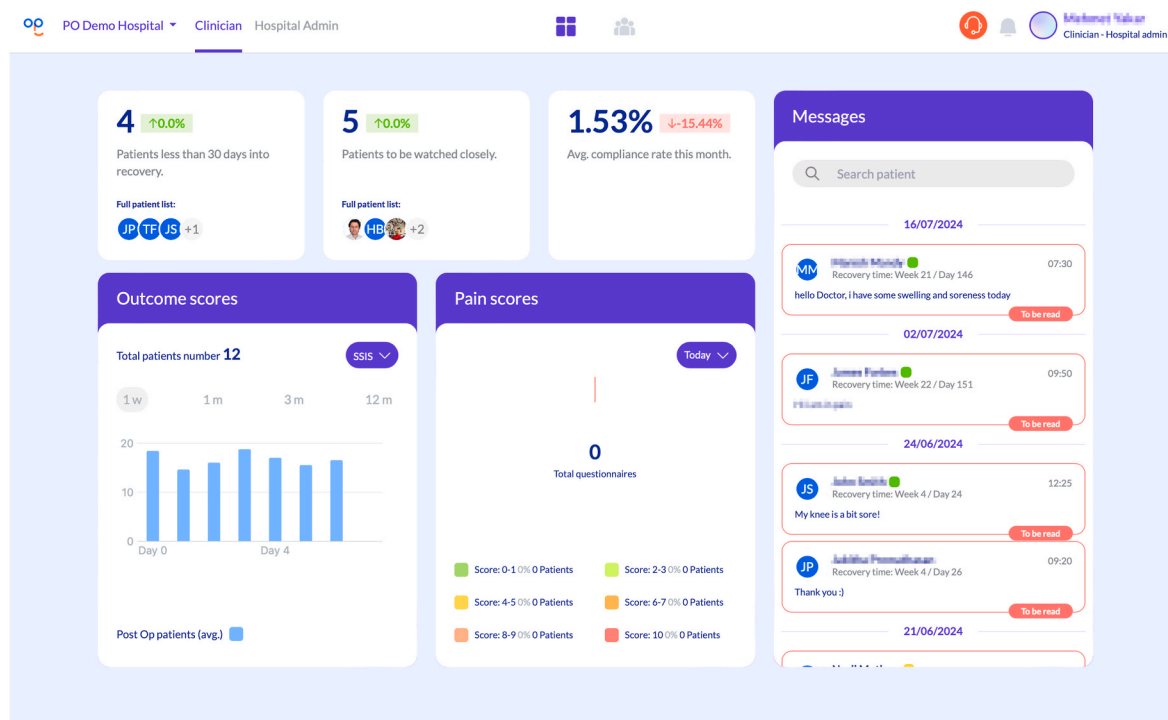 PO Demo Hospital
Clinician
Hospital Admin
Clinician - Hospital admin
4 ↑0.0%
Patients less than 30 days into
recovery.
Full patient list:
JP TF JS +1
5 ↑0.0%
Patients to be watched closely.
Full patient list:
HB +2
1.53% ↓-15.44%
Avg. compliance rate this month.
Outcome scores
Total patients number 12
SSIS
1 w 1 m 3 m 12 m
20
10
0
Day 0 Day 4
Post Op patients (avg.)
Pain scores
Today
0
Total questionnaires
Score: 0-1 0% 0 Patients
Score: 2-3 0% 0 Patients
Score: 4-5 0% 0 Patients
Score: 6-7 0% 0 Patients
Score: 8-9 0% 0 Patients
Score: 10 0% 0 Patients
Messages
Search patient
16/07/2024
MM
07:30
Recovery time: Week 21 / Day 146
hello Doctor, i have some swelling and soreness today
To be read
02/07/2024
JF
09:50
Recovery time: Week 22 / Day 151
To be read
24/06/2024
JS
12:25
Recovery time: Week 4 / Day 24
My knee is a bit sore!
To be read
JP
09:20
Recovery time: Week 4 / Day 26
Thank you :)
To be read
21/06/2024